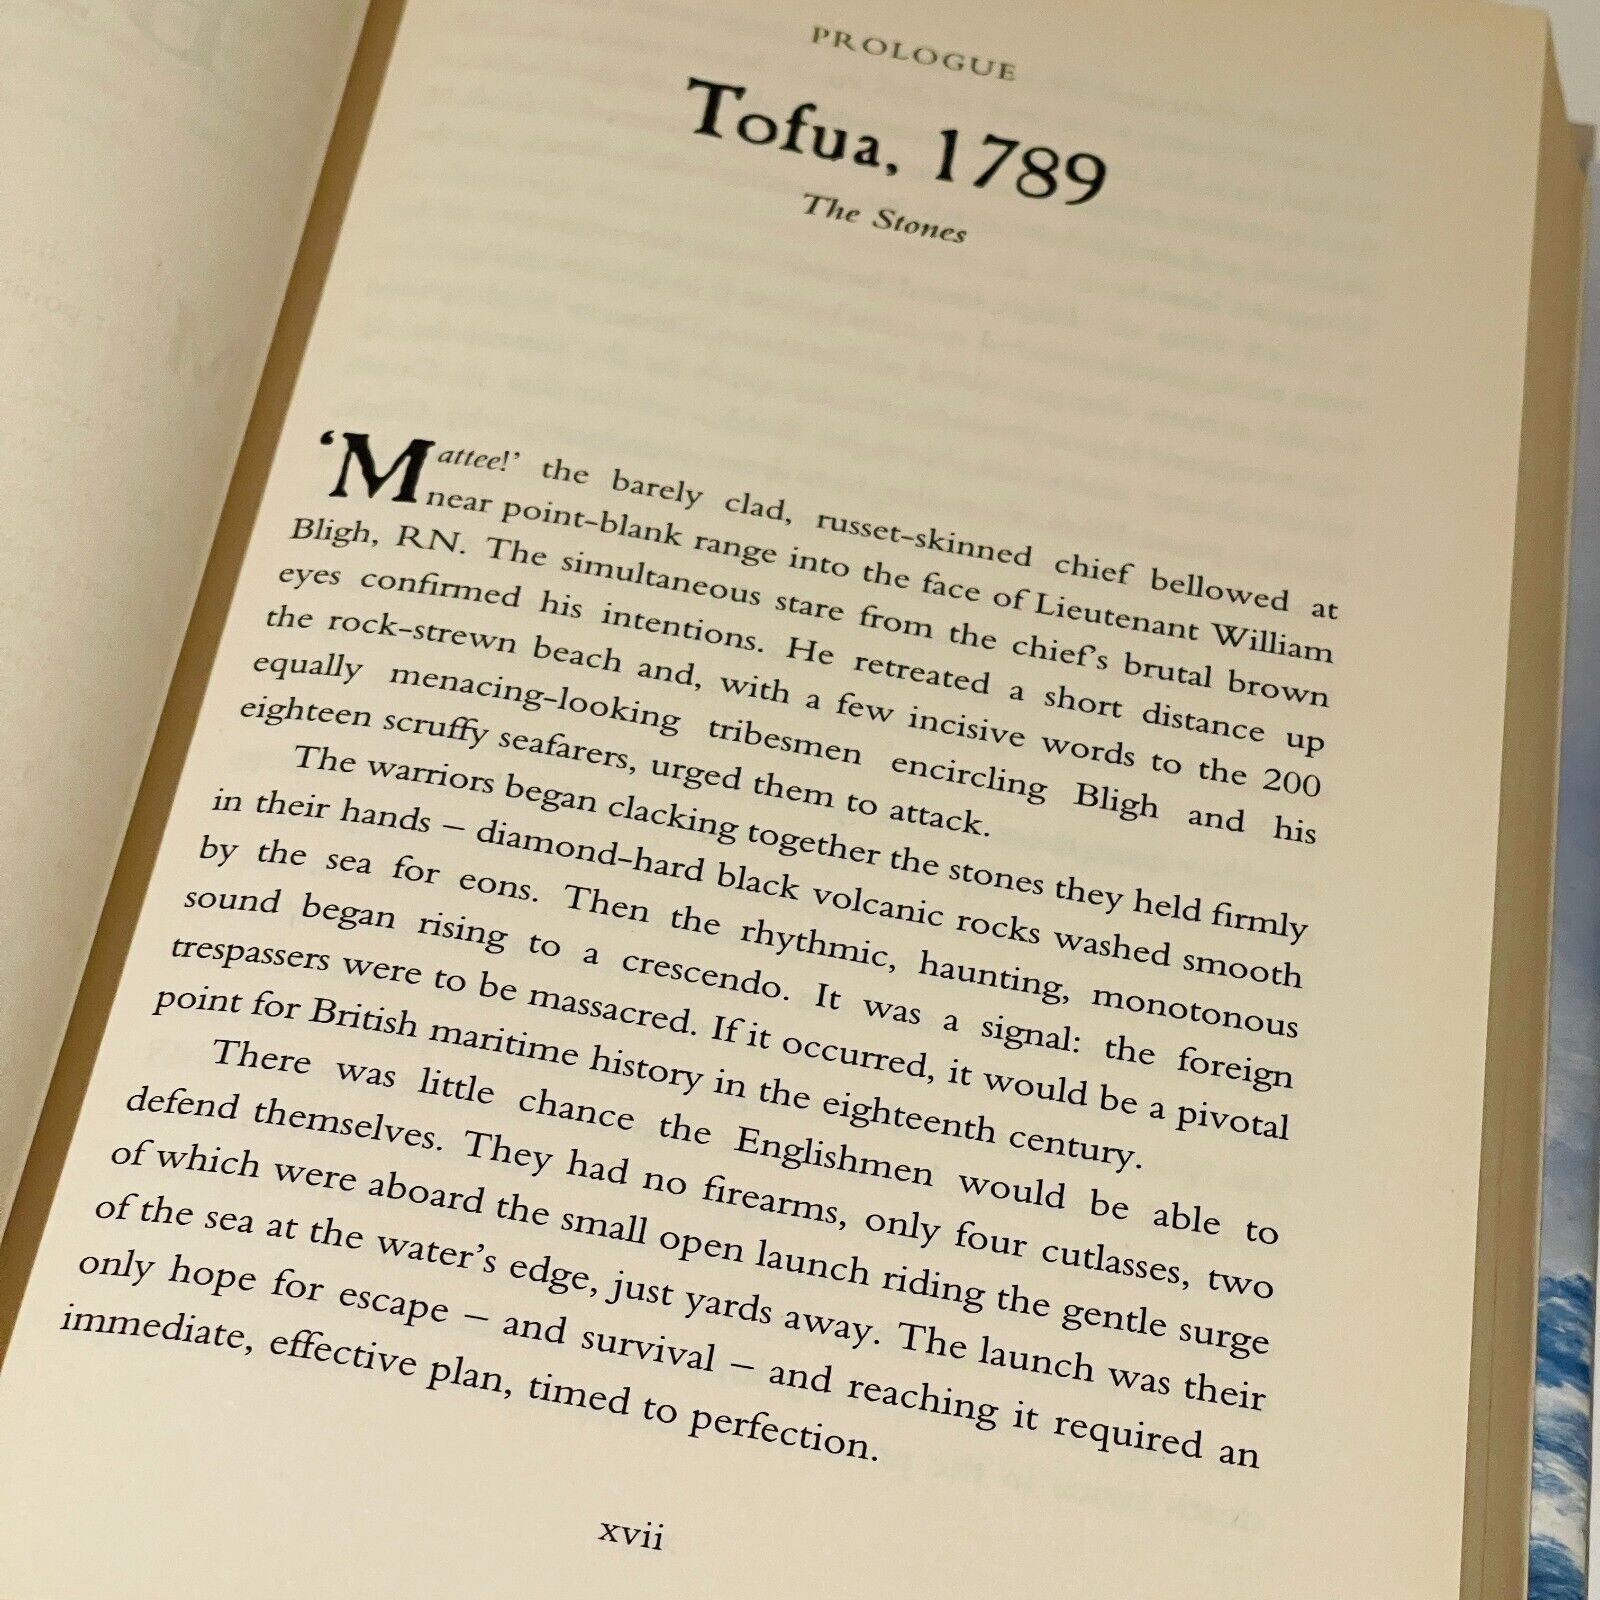 PROLOGUE
Tofua, 1789
The Stones
‘Mattee!’ the barely clad, russet-skinned chief bellowed at
near point-blank range into the face of Lieutenant William
Bligh, RN. The simultaneous stare from the chief’s brutal brown
eyes confirmed his intentions. He retreated a short distance up
the rock-strewn beach and, with a few incisive words to the 200
equally menacing-looking tribesmen encircling Bligh and his
eighteen scruffy seafarers, urged them to attack.
The warriors began clacking together the stones they held firmly
in their hands – diamond-hard black volcanic rocks washed smooth
by the sea for eons. Then the rhythmic, haunting, monotonous
sound began rising to a crescendo. It was a signal: the foreign
trespassers were to be massacred. If it occurred, it would be a pivotal
point for British maritime history in the eighteenth century.
There was little chance the Englishmen would be able to
defend themselves. They had no firearms, only four cutlasses, two
of which were aboard the small open launch riding the gentle surge
of the sea at the water’s edge, just yards away. The launch was their
only hope for escape – and survival – and reaching it required an
immediate, effective plan, timed to perfection.
xvii